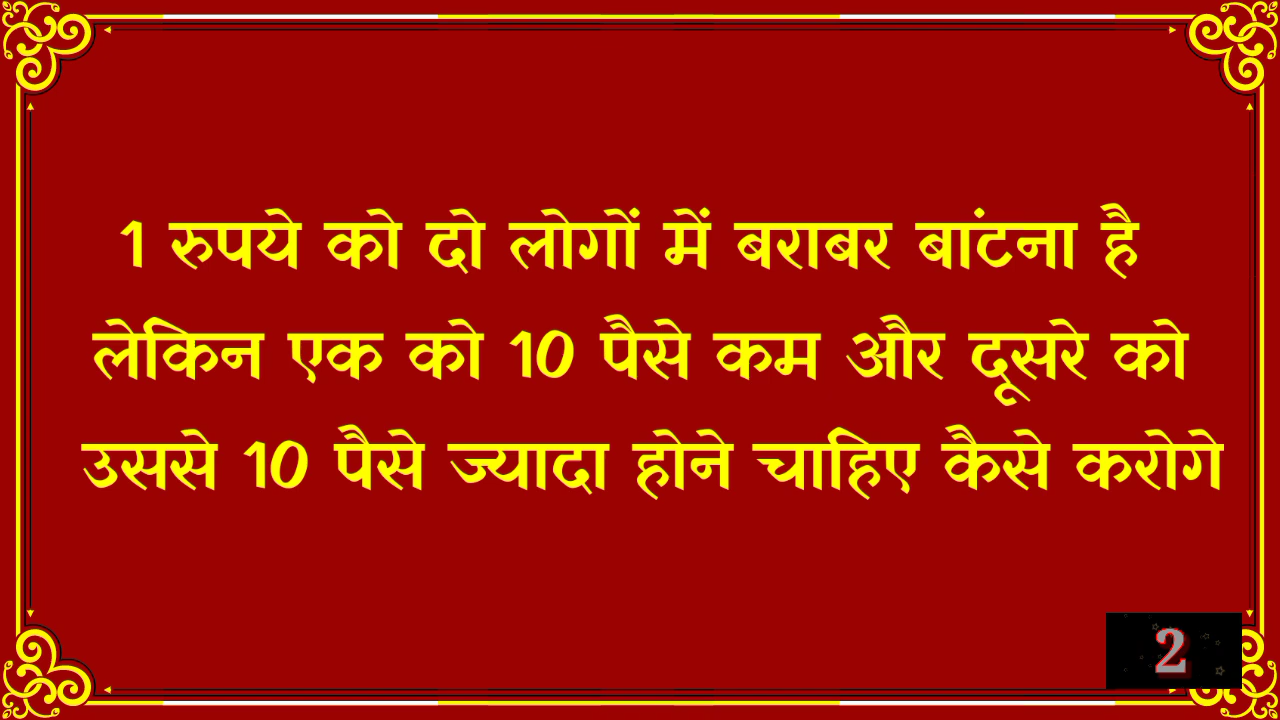 1 रुपये को दो लोगों में बराबर बांटना है
लेकिन एक को 10 पैसे कम और दूसरे को
उससे 10 पैसे ज्यादा होने चाहिए कैसे करोगे
2